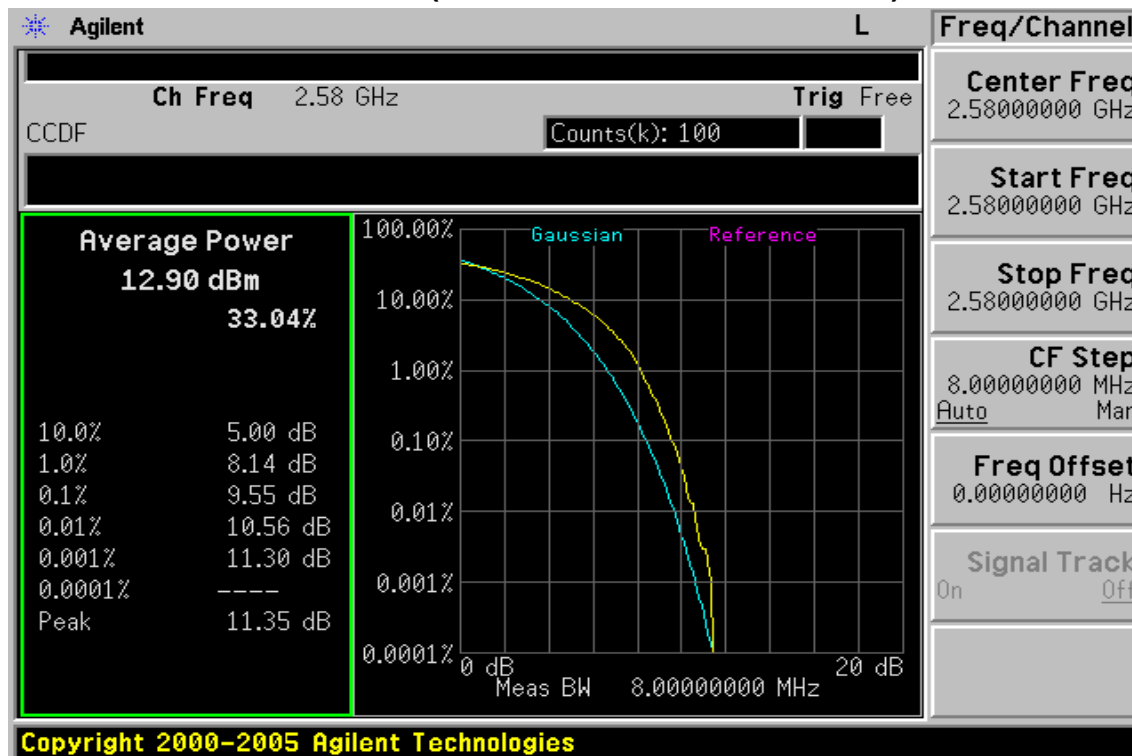 Agilent L Freq/Channel
Ch Freq 2.58 GHz Trig Free
CCDF Counts(k): 100
Center Freq
2.58000000 GHz
Start Freq
2.58000000 GHz
Stop Freq
2.58000000 GHz
CF Step
8.00000000 MHz
Auto Man
Freq Offset
0.00000000 Hz
Signal Track
On Off
Average Power
12.90 dBm
33.04%
10.0% 5.00 dB
1.0% 8.14 dB
0.1% 9.55 dB
0.01% 10.56 dB
0.001% 11.30 dB
0.0001% ----
Peak 11.35 dB
Gaussian Reference
100.00%
10.00%
1.00%
0.10%
0.01%
0.001%
0.0001%
0 dB 20 dB
Meas BW 8.00000000 MHz
Copyright 2000-2005 Agilent Technologies